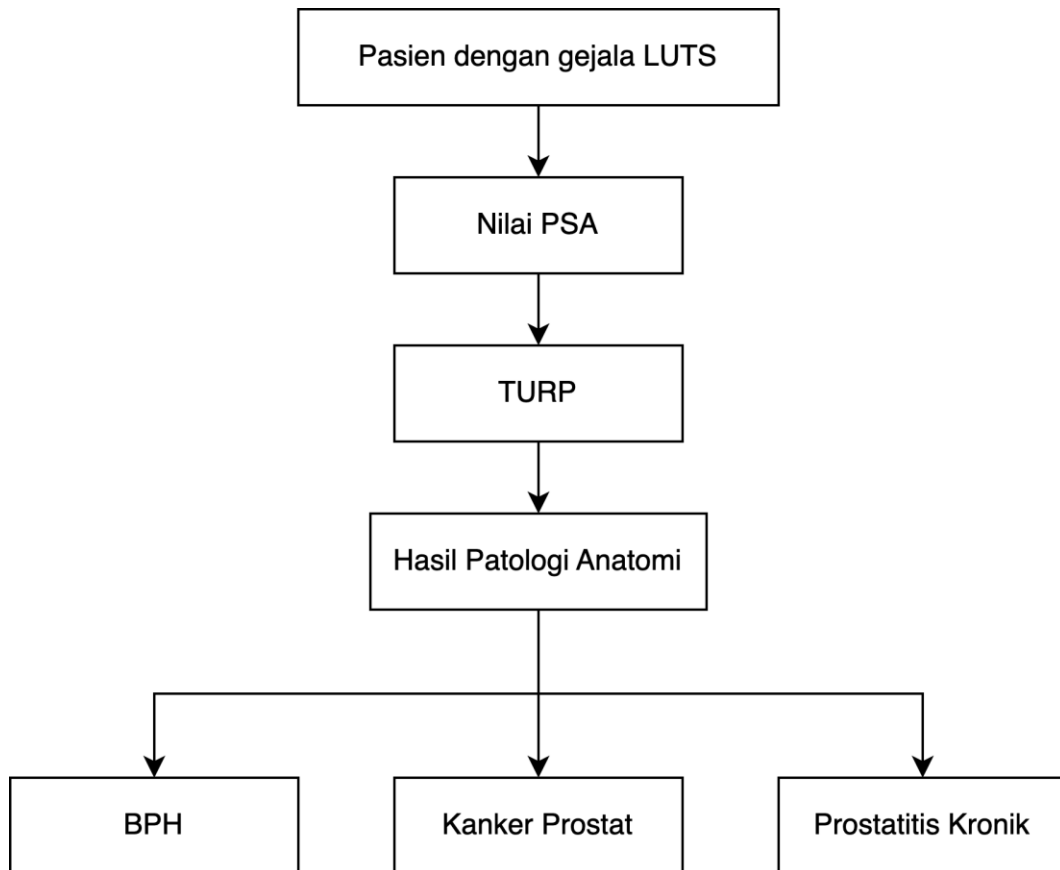 Pasien dengan gejala LUTS
Nilai PSA
TURP
Hasil Patologi Anatomi
BPH
Kanker Prostat
Prostatitis Kronik